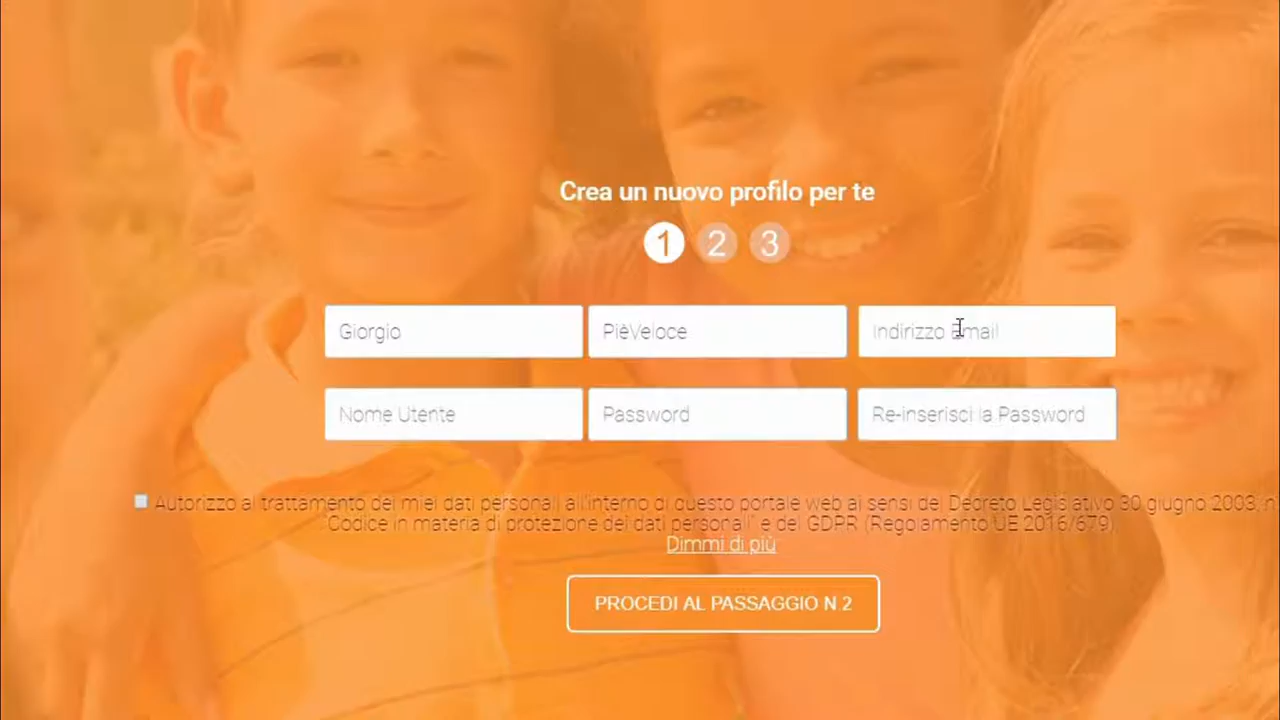 Crea un nuovo profilo per te
1 2 3
Giorgio PièVeloce Indirizzo Email
Nome Utente Password Re-inserisci la Password
Autorizzo al trattamento dei miei dati personali all'interno di questo portale web ai sensi del Decreto Legislativo 30 giugno 2003, n
"Codice in materia di protezione dei dati personali" e del GDPR (Regolamento UE 2016/679).
Dimmi di più
PROCEDI AL PASSAGGIO N 2